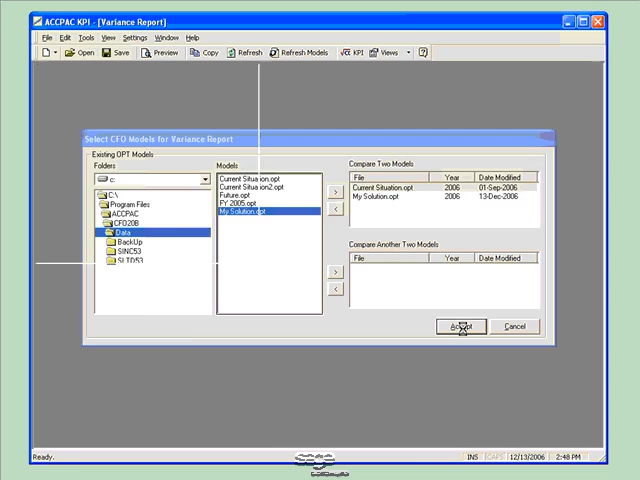 ACCPAC KPI - [Variance Report]
File Edit Tools View Settings Window Help
Open Save Preview Copy Refresh Refresh Models KPI Views
Select CFO Models for Variance Report
Existing OPT Models
Folders
c:
C:\
Program Files
ACCPAC
CFO20B
Data
BackUp
SINC53
SLTD53
Models
Current Situation.opt
Current Situation2.opt
Future.opt
FY 2005.opt
My Solution.opt
Compare Two Models
File Year Date Modified
Current Situation.opt 2006 01-Sep-2006
My Solution.opt 2006 13-Dec-2006
Compare Another Two Models
File Year Date Modified
Accept Cancel
Ready. INS CAPS 12/13/2006 2:48 PM
sage